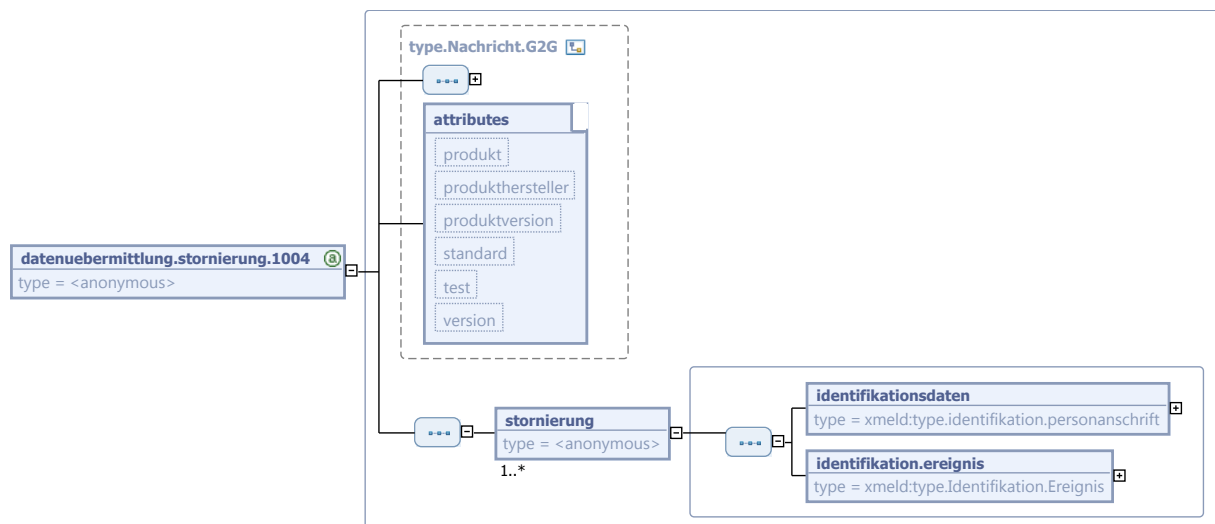 type.Nachricht.G2G
attributes
produkt
produkthersteller
produktversion
standard
test
version
datenuebermittlung.stornierung.1004 a
type = <anonymous>
stornierung
type = <anonymous>
1..*
identifikationsdaten
type = xmeld:type.identifikation.personanschrift
identifikation.ereignis
type = xmeld:type.Identifikation.Ereignis